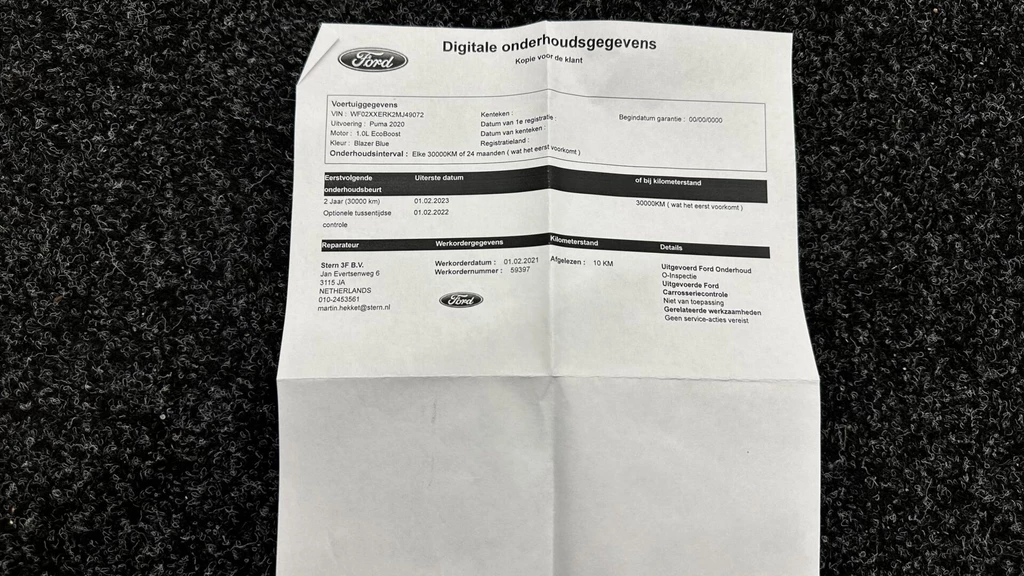 Ford
Digitale onderhoudsgegevens
Kopie voor de klant
Voertuiggegevens
VIN : WF02XXERK2MJ49072
Uitvoering : Puma 2020
Motor : 1.0L EcoBoost
Kleur : Blazer Blue
Kenteken :
Datum van 1e registratie :
Datum van kenteken :
Registratieland :
Begindatum garantie : 00/00/0000
Onderhoudsinterval : Elke 30000KM of 24 maanden ( wat het eerst voorkomt )
Eerstvolgende onderhoudsbeurt
Uiterste datum
of bij kilometerstand
2 Jaar (30000 km)
01.02.2023
30000KM ( wat het eerst voorkomt )
Optionele tussentijdse controle
01.02.2022
Reparateur
Werkordergegevens
Kilometerstand
Details
Stern 3F B.V.
Jan Evertsenweg 6
3115 JA
NETHERLANDS
010-2453561
martin.hekket@stern.nl
Werkorderdatum : 01.02.2021
Werkordernummer : 59397
Ford
Afgelezen : 10 KM
Uitgevoerd Ford Onderhoud
O-Inspectie
Uitgevoerde Ford
Carrosseriecontrole
Niet van toepassing
Gerelateerde werkzaamheden
Geen service-acties vereist